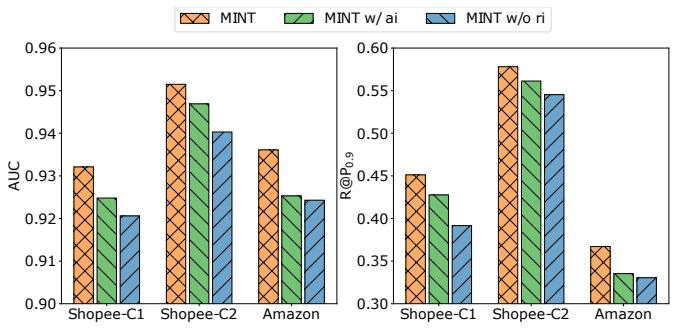 MINT MINT w/ ai MINT w/o ri
0.96
0.95
0.94
0.93
0.92
0.91
0.90
AUC
Shopee-C1 Shopee-C2 Amazon
0.60
0.55
0.50
0.45
0.40
0.35
0.30
R@P0.9
Shopee-C1 Shopee-C2 Amazon